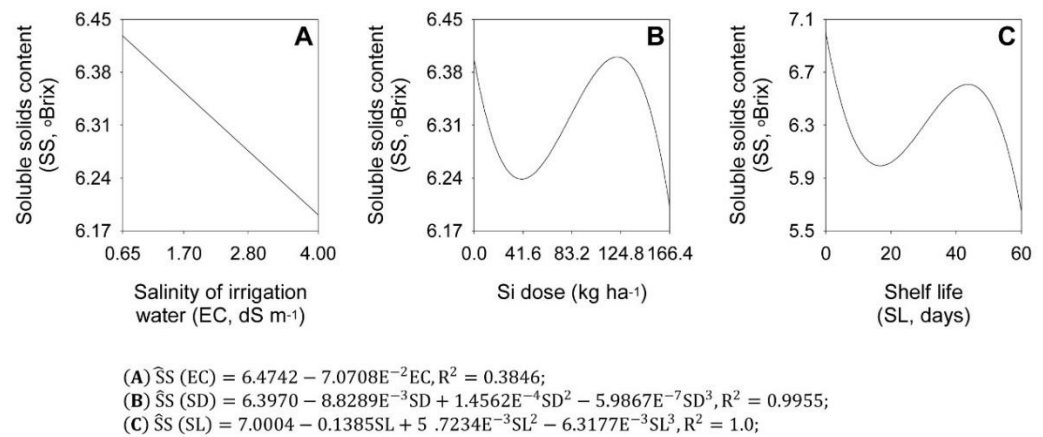 A
Soluble solids content
(SS, oBrix)
6.45
6.38
6.31
6.24
6.17
0.65 1.70 2.80 4.00
Salinity of irrigation
water (EC, dS m-1)
B
Soluble solids content
(SS, oBrix)
6.45
6.38
6.31
6.24
6.17
0.0 41.6 83.2 124.8 166.4
Si dose (kg ha-1)
C
Soluble solids content
(SS, oBrix)
7.1
6.7
6.3
5.9
5.5
0 20 40 60
Shelf life
(SL, days)
(A) ŜS (EC) = 6.4742 − 7.0708E⁻²EC, R² = 0.3846;
(B) ŜS (SD) = 6.3970 − 8.8289E⁻³SD + 1.4562E⁻⁴SD² − 5.9867E⁻⁷SD³, R² = 0.9955;
(C) ŜS (SL) = 7.0004 − 0.1385SL + 5 .7234E⁻³SL² − 6.3177E⁻³SL³, R² = 1.0;